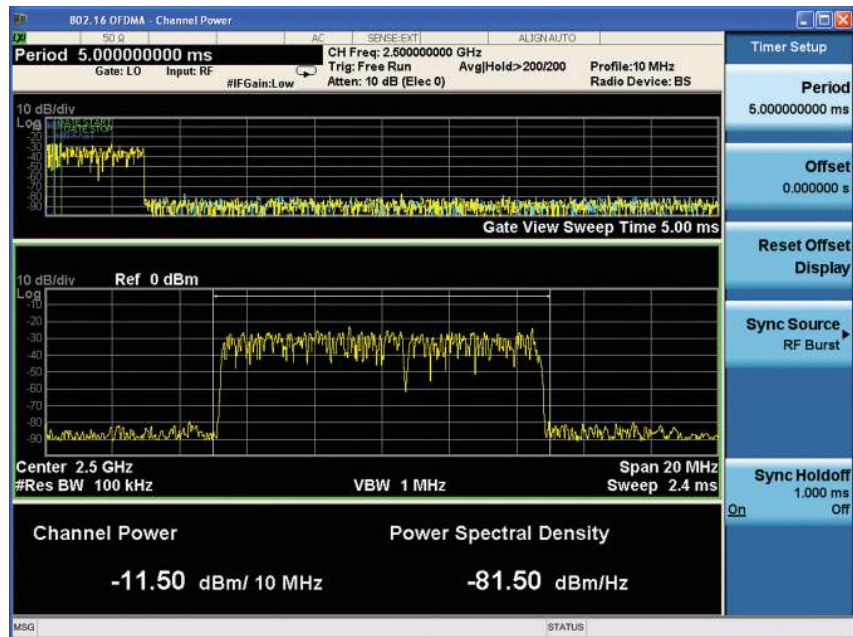 802.16 OFDMA - Channel Power
LXI
50 Ω
AC
SENSE:EXT
ALIGN AUTO
Period 5.000000000 ms
Gate: LO
Input: RF
#IFGain:Low
CH Freq: 2.500000000 GHz
Trig: Free Run
Avg|Hold:>200/200
Atten: 10 dB (Elec 0)
Profile:10 MHz
Radio Device: BS
10 dB/div
Log
GATE START
GATE STOP
-20
-30
-40
-50
-60
-70
-80
-90
Gate View Sweep Time 5.00 ms
10 dB/div
Ref 0 dBm
Log
-10
-20
-30
-40
-50
-60
-70
-80
-90
Center 2.5 GHz
Span 20 MHz
#Res BW 100 kHz
VBW 1 MHz
Sweep 2.4 ms
Channel Power
Power Spectral Density
-11.50 dBm/ 10 MHz
-81.50 dBm/Hz
MSG
STATUS
Timer Setup
Period
5.000000000 ms
Offset
0.000000 s
Reset Offset
Display
Sync Source
RF Burst
Sync Holdoff
1.000 ms
On Off